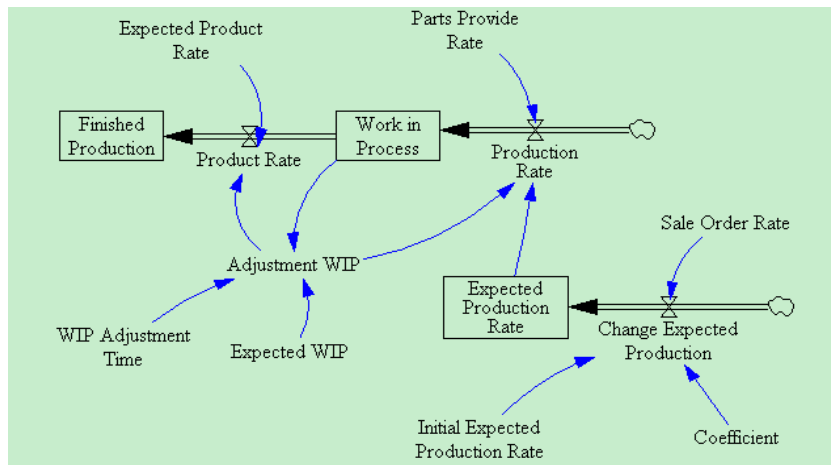 Expected Product
Rate
Parts Provide
Rate
Finished
Production
Product Rate
Work in
Process
Production
Rate
Sale Order Rate
Adjustment WIP
Expected
Production
Rate
Change Expected
Production
WIP Adjustment
Time
Expected WIP
Initial Expected
Production Rate
Coefficient